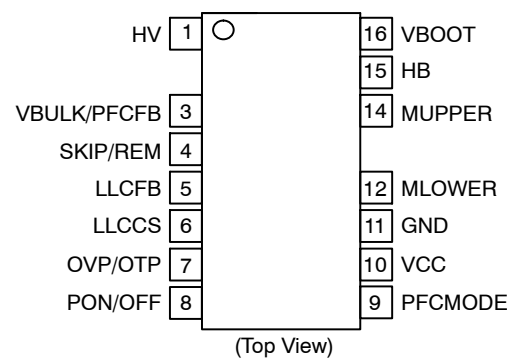 HV 1 16 VBOOT
15 HB
VBULK/PFCFB 3 14 MUPPER
SKIP/REM 4
LLCFB 5 12 MLOWER
LLCCS 6 11 GND
OVP/OTP 7 10 VCC
PON/OFF 8 9 PFCMODE
(Top View)